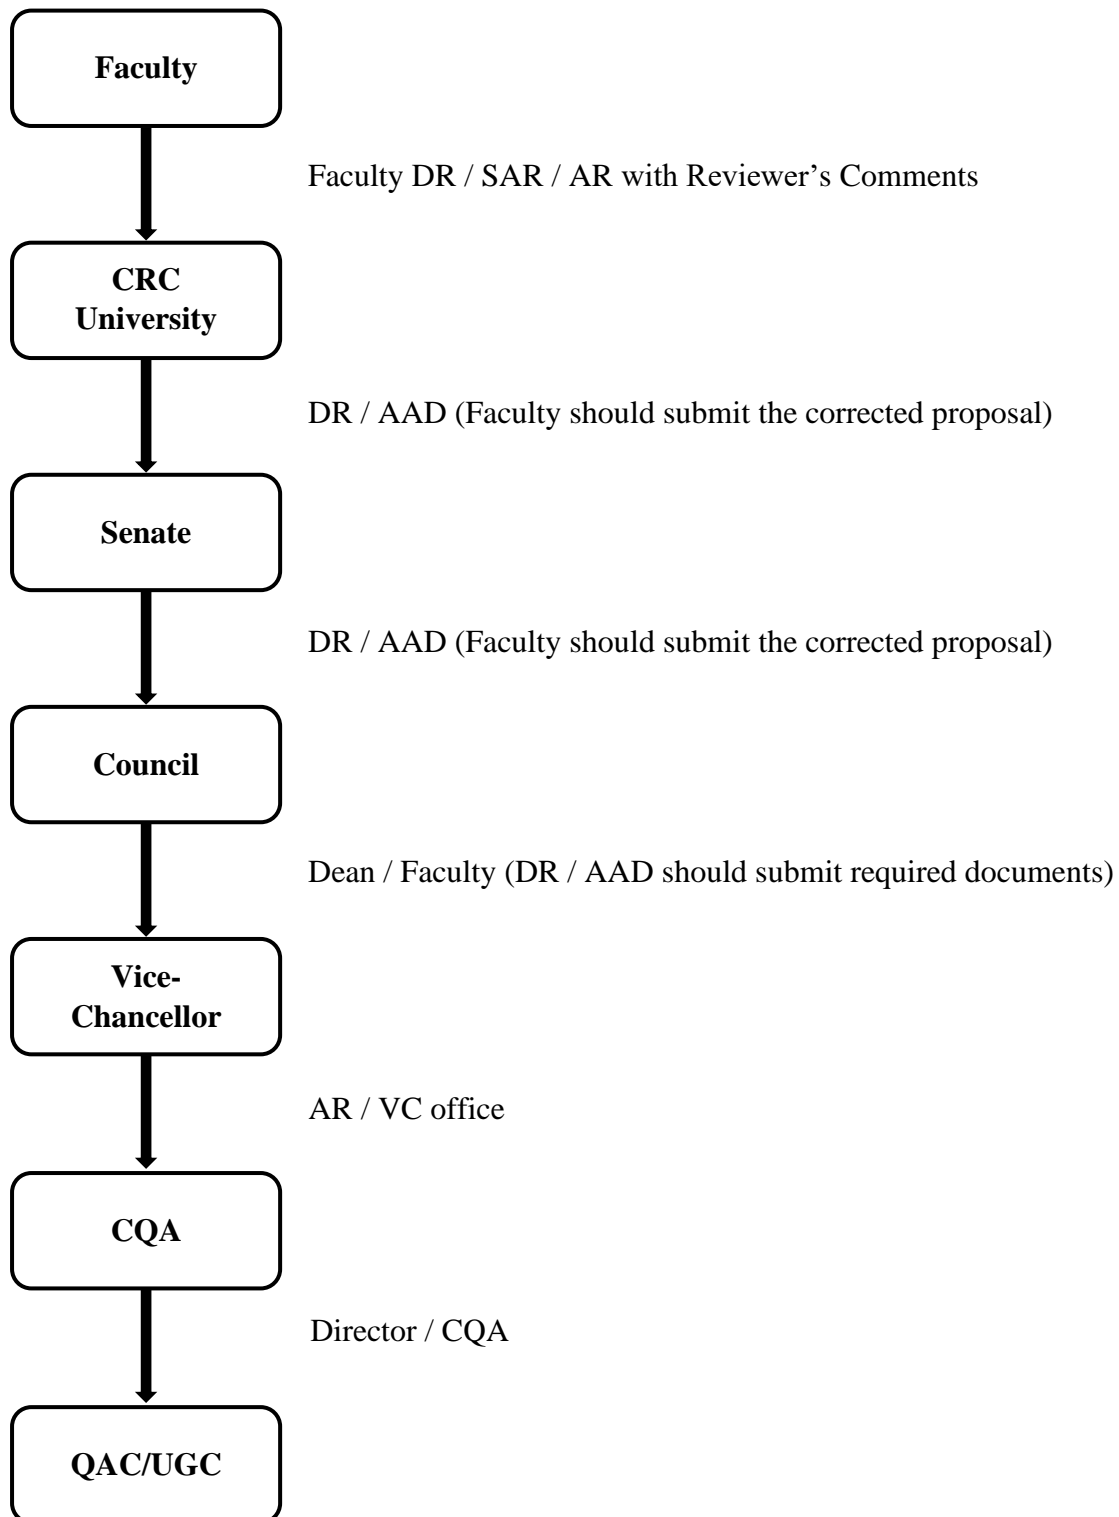 Faculty
Faculty DR / SAR / AR with Reviewer’s Comments
CRC
University
DR / AAD (Faculty should submit the corrected proposal)
Senate
DR / AAD (Faculty should submit the corrected proposal)
Council
Dean / Faculty (DR / AAD should submit required documents)
Vice-
Chancellor
AR / VC office
CQA
Director / CQA
QAC/UGC